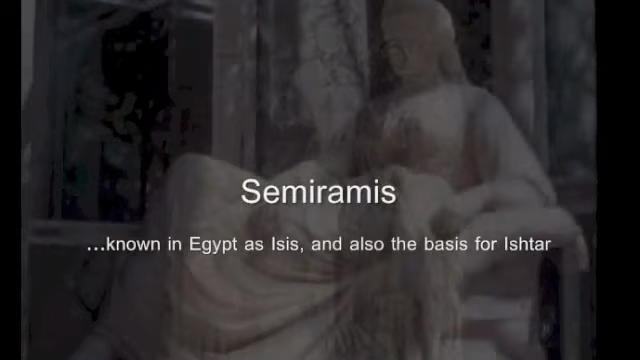 Semiramis
...known in Egypt as Isis, and also the basis for Ishtar